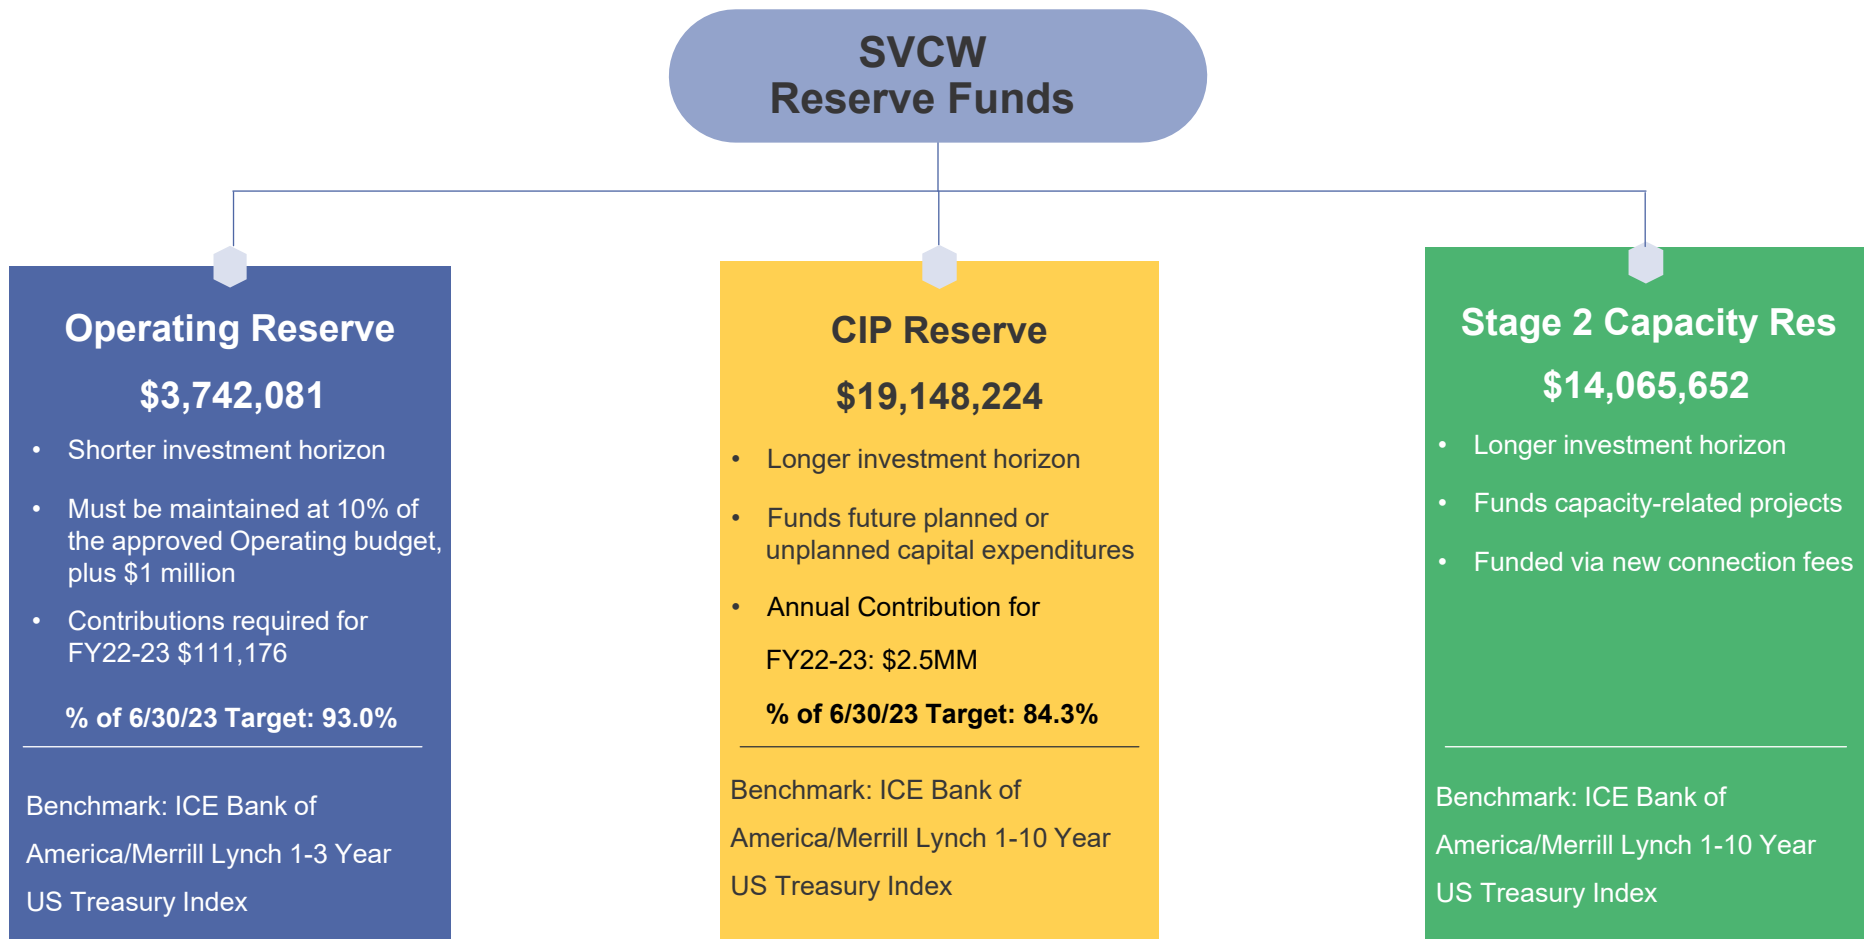 SVCW
Reserve Funds
Operating Reserve
$3,742,081
• Shorter investment horizon
• Must be maintained at 10% of
the approved Operating budget,
plus $1 million
• Contributions required for
FY22-23 $111,176
% of 6/30/23 Target: 93.0%
Benchmark: ICE Bank of
America/Merrill Lynch 1-3 Year
US Treasury Index
CIP Reserve
$19,148,224
• Longer investment horizon
• Funds future planned or
unplanned capital expenditures
• Annual Contribution for
FY22-23: $2.5MM
% of 6/30/23 Target: 84.3%
Benchmark: ICE Bank of
America/Merrill Lynch 1-10 Year
US Treasury Index
Stage 2 Capacity Res
$14,065,652
• Longer investment horizon
• Funds capacity-related projects
• Funded via new connection fees
Benchmark: ICE Bank of
America/Merrill Lynch 1-10 Year
US Treasury Index